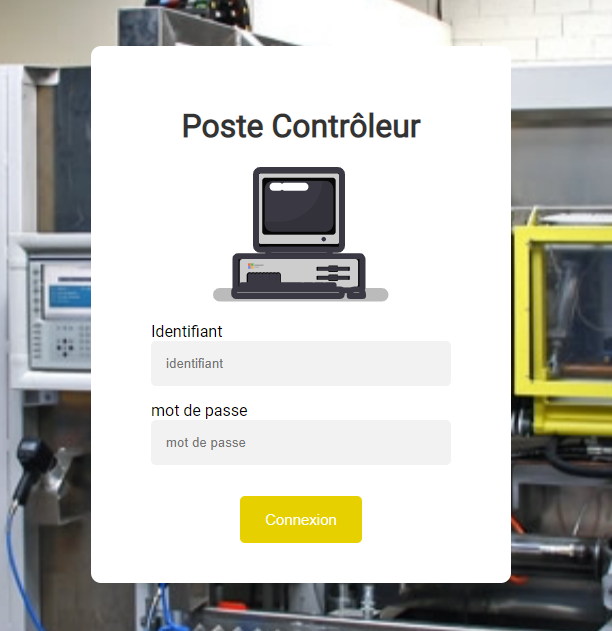 Poste Contrôleur
Identifiant
identifiant
mot de passe
mot de passe
Connexion